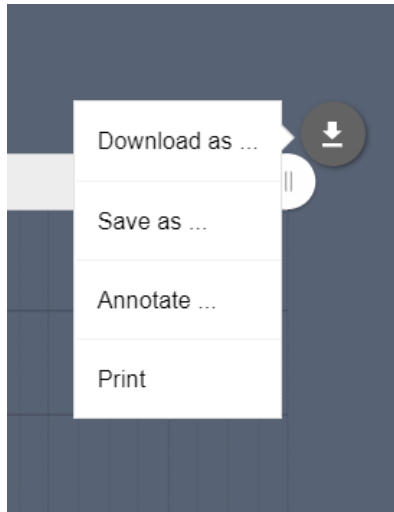 Download as ...
Save as ...
Annotate ...
Print